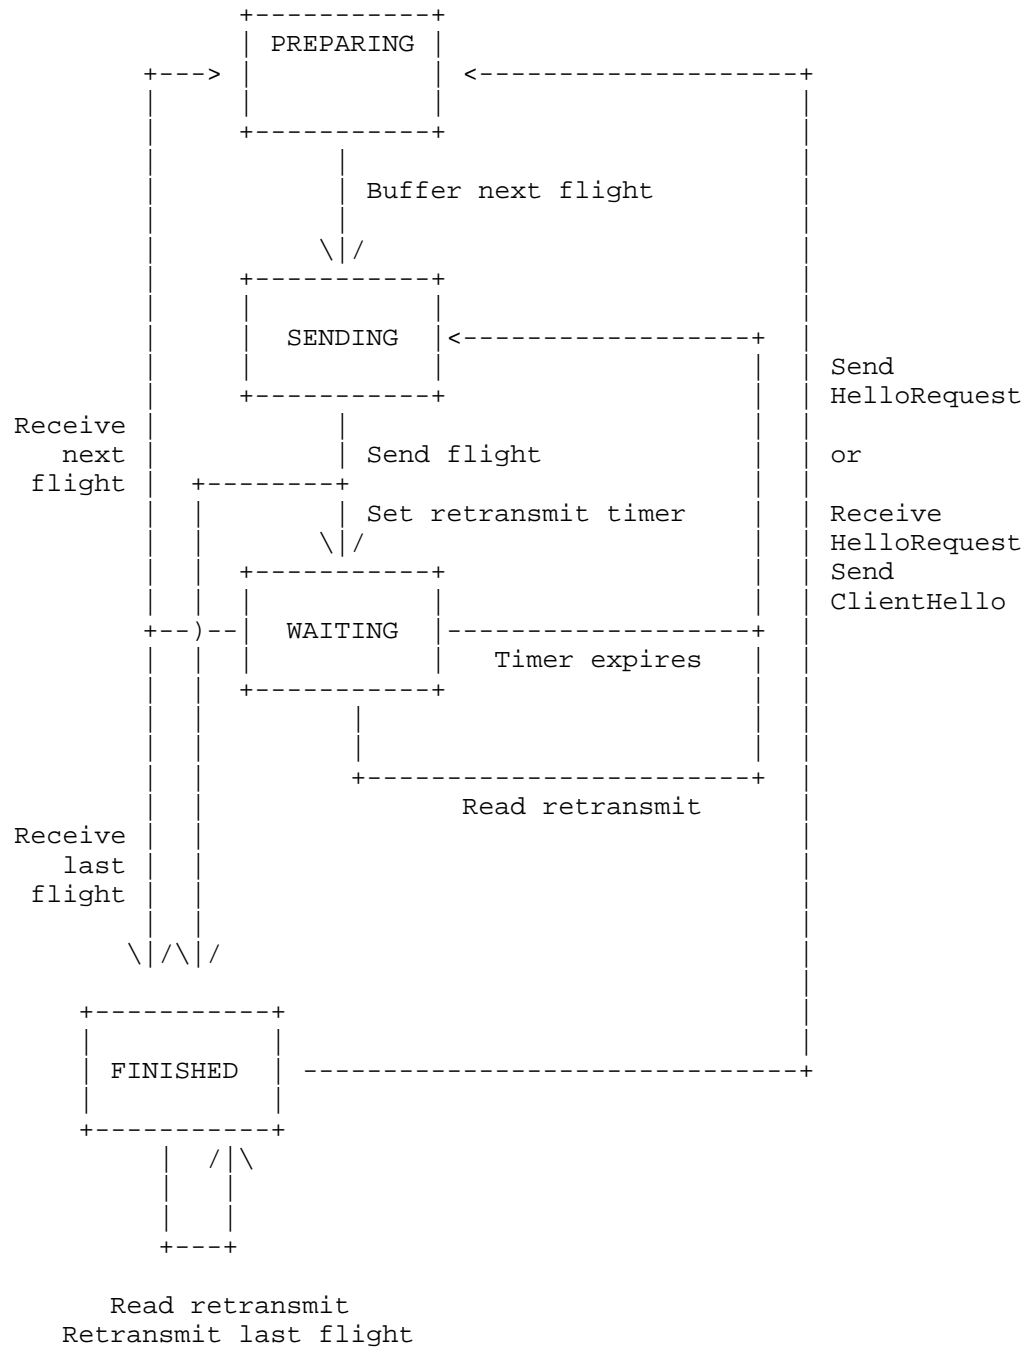 PREPARING
Buffer next flight
SENDING
Send
HelloRequest
Receive
next
Send flight
or
flight
Set retransmit timer
Receive
HelloRequest
Send
ClientHello
WAITING
Timer expires
Read retransmit
Receive
last
flight
FINISHED
Read retransmit
Retransmit last flight